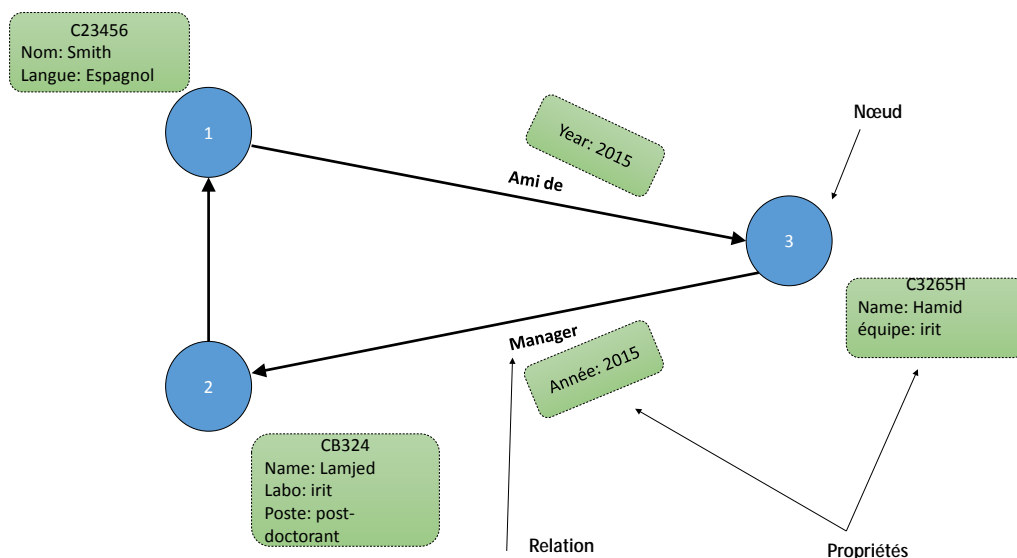 C23456
Nom: Smith
Langue: Espagnol
1
Year: 2015
Nœud
Ami de
3
C3265H
Name: Hamid
équipe: irit
Manager
Année: 2015
2
CB324
Name: Lamjed
Labo: irit
Poste: post-
doctorant
Relation
Propriétés